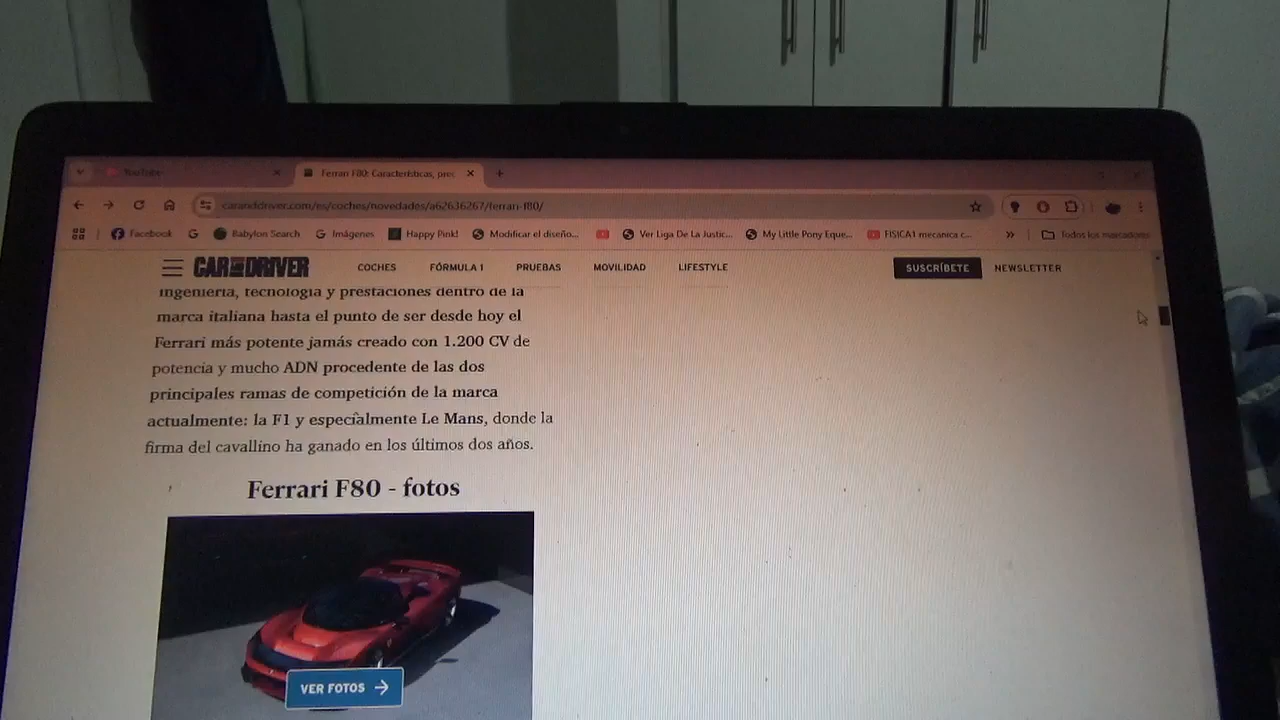 YouTube
Ferrari F80: Características, prec
caranddriver.com/es/coches/novedades/a62636267/ferrari-f80/
Facebook
Babylon Search
Imágenes
Happy Pink!
Modificar el diseño...
Ver Liga De La Justic...
My Little Pony Eque...
FISICA1 mecanica c...
Todos los marcadores
CAR AND DRIVER
COCHES
FÓRMULA 1
PRUEBAS
MOVILIDAD
LIFESTYLE
SUSCRÍBETE
NEWSLETTER
ingeniería, tecnología y prestaciones dentro de la
marca italiana hasta el punto de ser desde hoy el
Ferrari más potente jamás creado con 1.200 CV de
potencia y mucho ADN procedente de las dos
principales ramas de competición de la marca
actualmente: la F1 y especialmente Le Mans, donde la
firma del cavallino ha ganado en los últimos dos años.
Ferrari F80 - fotos
VER FOTOS